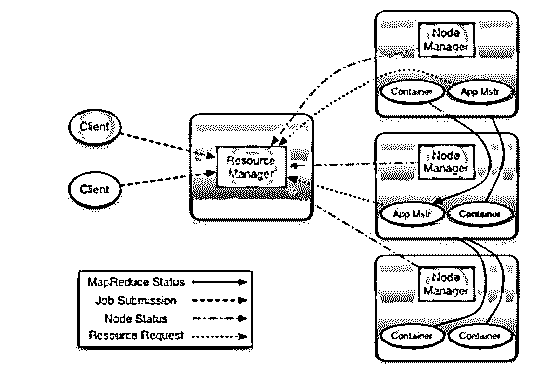 Node
Manager
Container
App Mstr
Client
Resource
Manager
Node
Manager
Client
App Mstr
Container
Node
Manager
MapReduce Status
Job Submission
Node Status
Resource Request
Container
Container